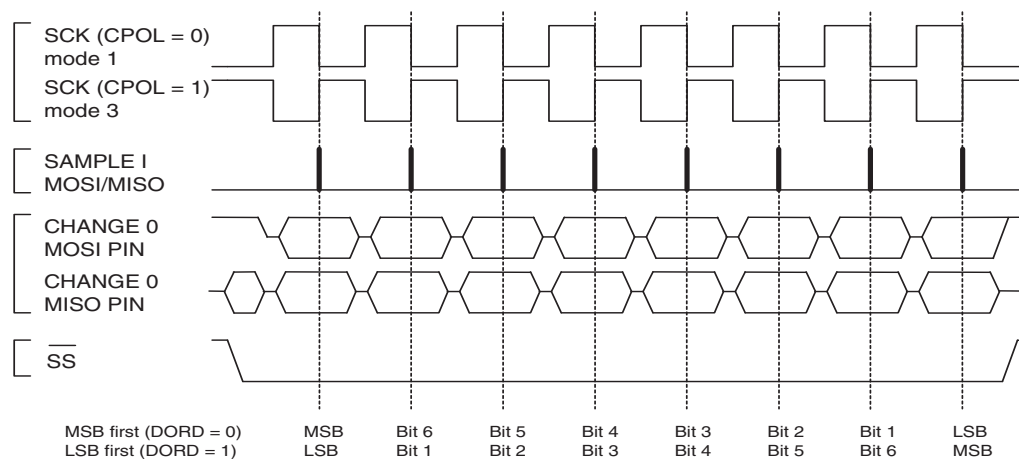 SCK (CPOL = 0)
mode 1
SCK (CPOL = 1)
mode 3
SAMPLE I
MOSI/MISO
CHANGE 0
MOSI PIN
CHANGE 0
MISO PIN
SS
MSB first (DORD = 0) MSB Bit 6 Bit 5 Bit 4 Bit 3 Bit 2 Bit 1 LSB
LSB first (DORD = 1) LSB Bit 1 Bit 2 Bit 3 Bit 4 Bit 5 Bit 6 MSB